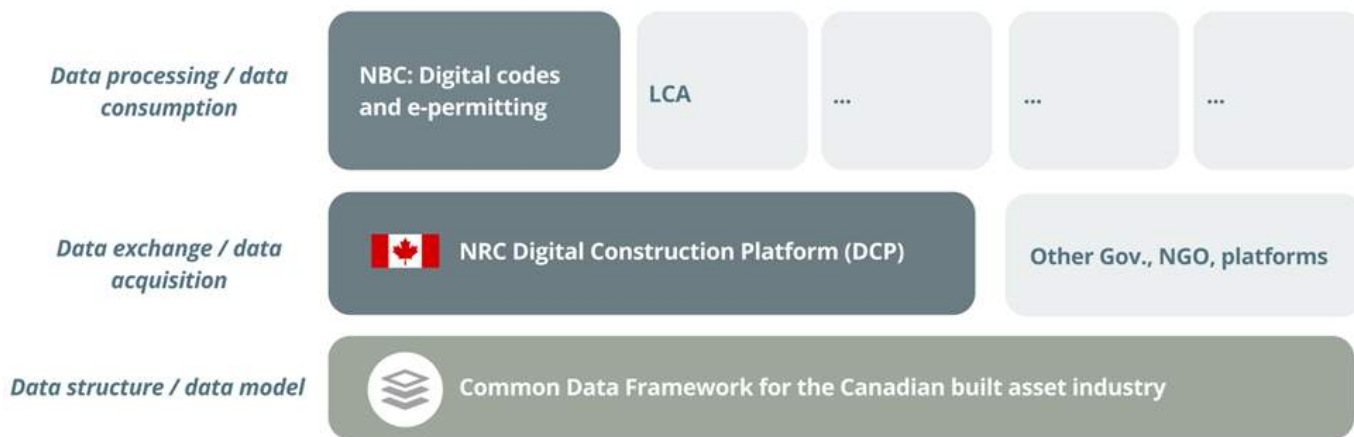 Data processing / data
consumption
NBC: Digital codes
and e-permitting
LCA
...
...
...
Data exchange / data
acquisition
NRC Digital Construction Platform (DCP)
Other Gov., NGO, platforms
Data structure / data model
Common Data Framework for the Canadian built asset industry